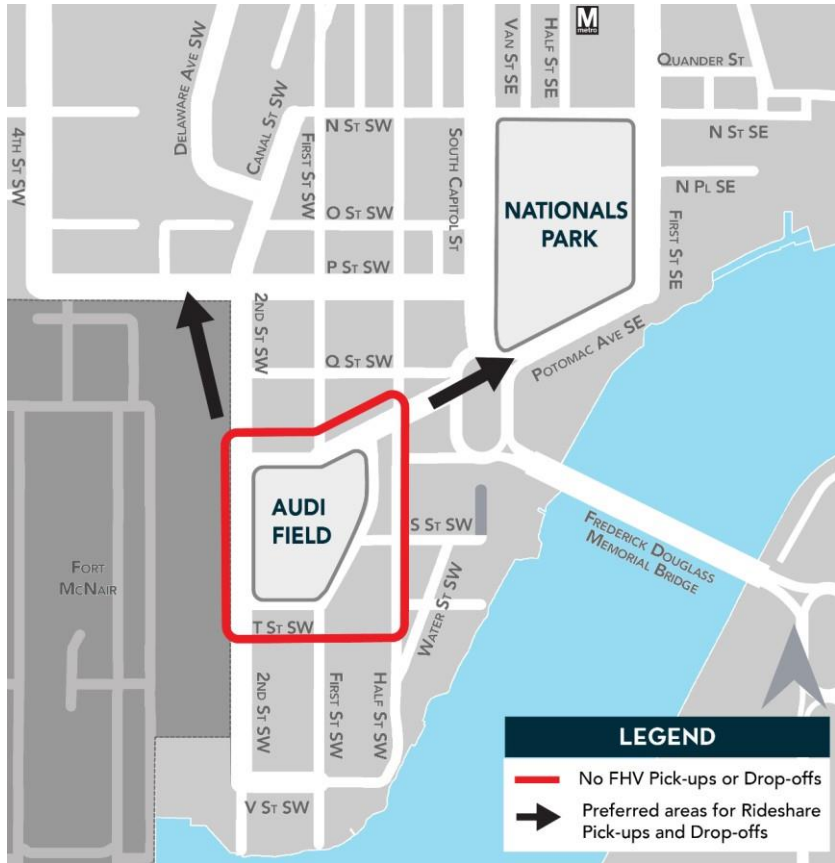 M
metro
DELAWARE AVE SW
CANAL ST SW
VAN ST SE
HALF ST SE
QUANDER ST
4TH ST SW
FIRST ST SW
N ST SW
SOUTH CAPITOL ST
N ST SE
N PL SE
NATIONALS
PARK
O ST SW
FIRST ST SE
P ST SW
2ND ST SW
Q ST SW
POTOMAC AVE SE
AUDI
FIELD
S ST SW
FREDERICK DOUGLASS
MEMORIAL BRIDGE
FORT
MCNAIR
T ST SW
WATER ST SW
2ND ST SW
FIRST ST SW
HALF ST SW
V ST SW
LEGEND
No FHV Pick-ups or Drop-offs
Preferred areas for Rideshare
Pick-ups and Drop-offs